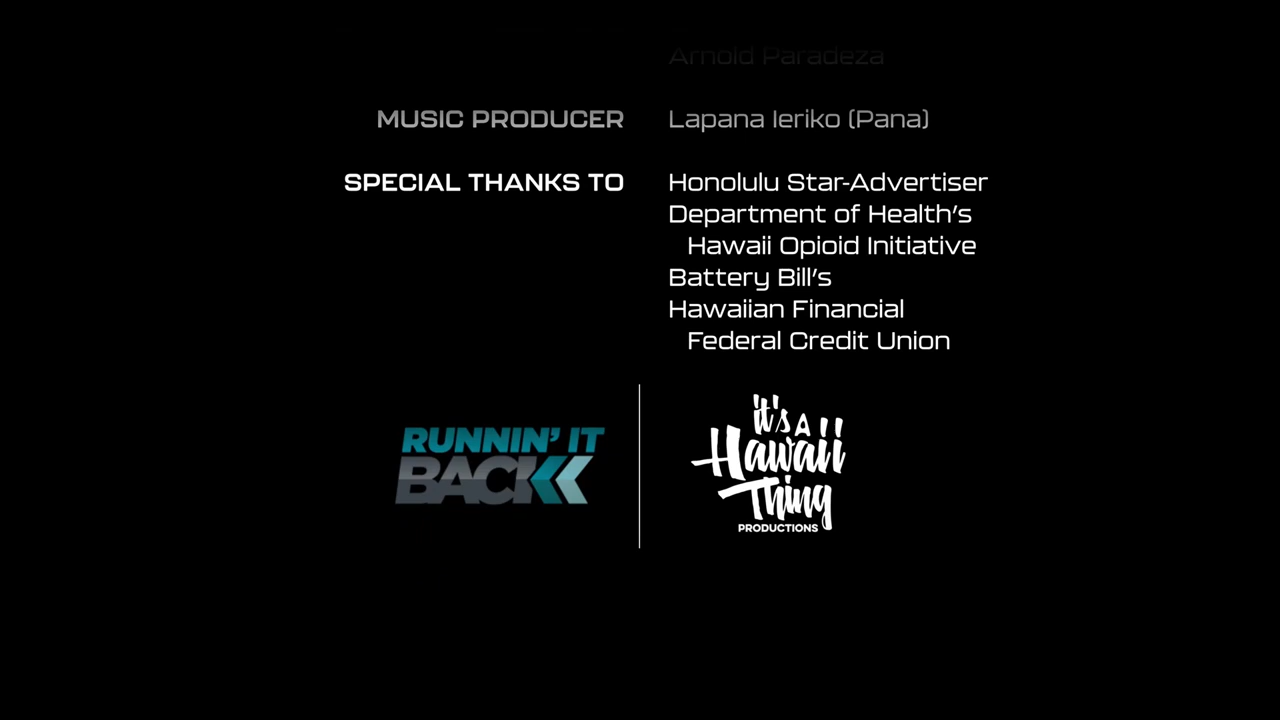 Arnold Paradeza
MUSIC PRODUCER Lapana Ieriko (Pana)
SPECIAL THANKS TO Honolulu Star-Advertiser
Department of Health's
Hawaii Opioid Initiative
Battery Bill's
Hawaiian Financial
Federal Credit Union
RUNNIN' IT
BACK
it's A
Hawaii
Thing
PRODUCTIONS